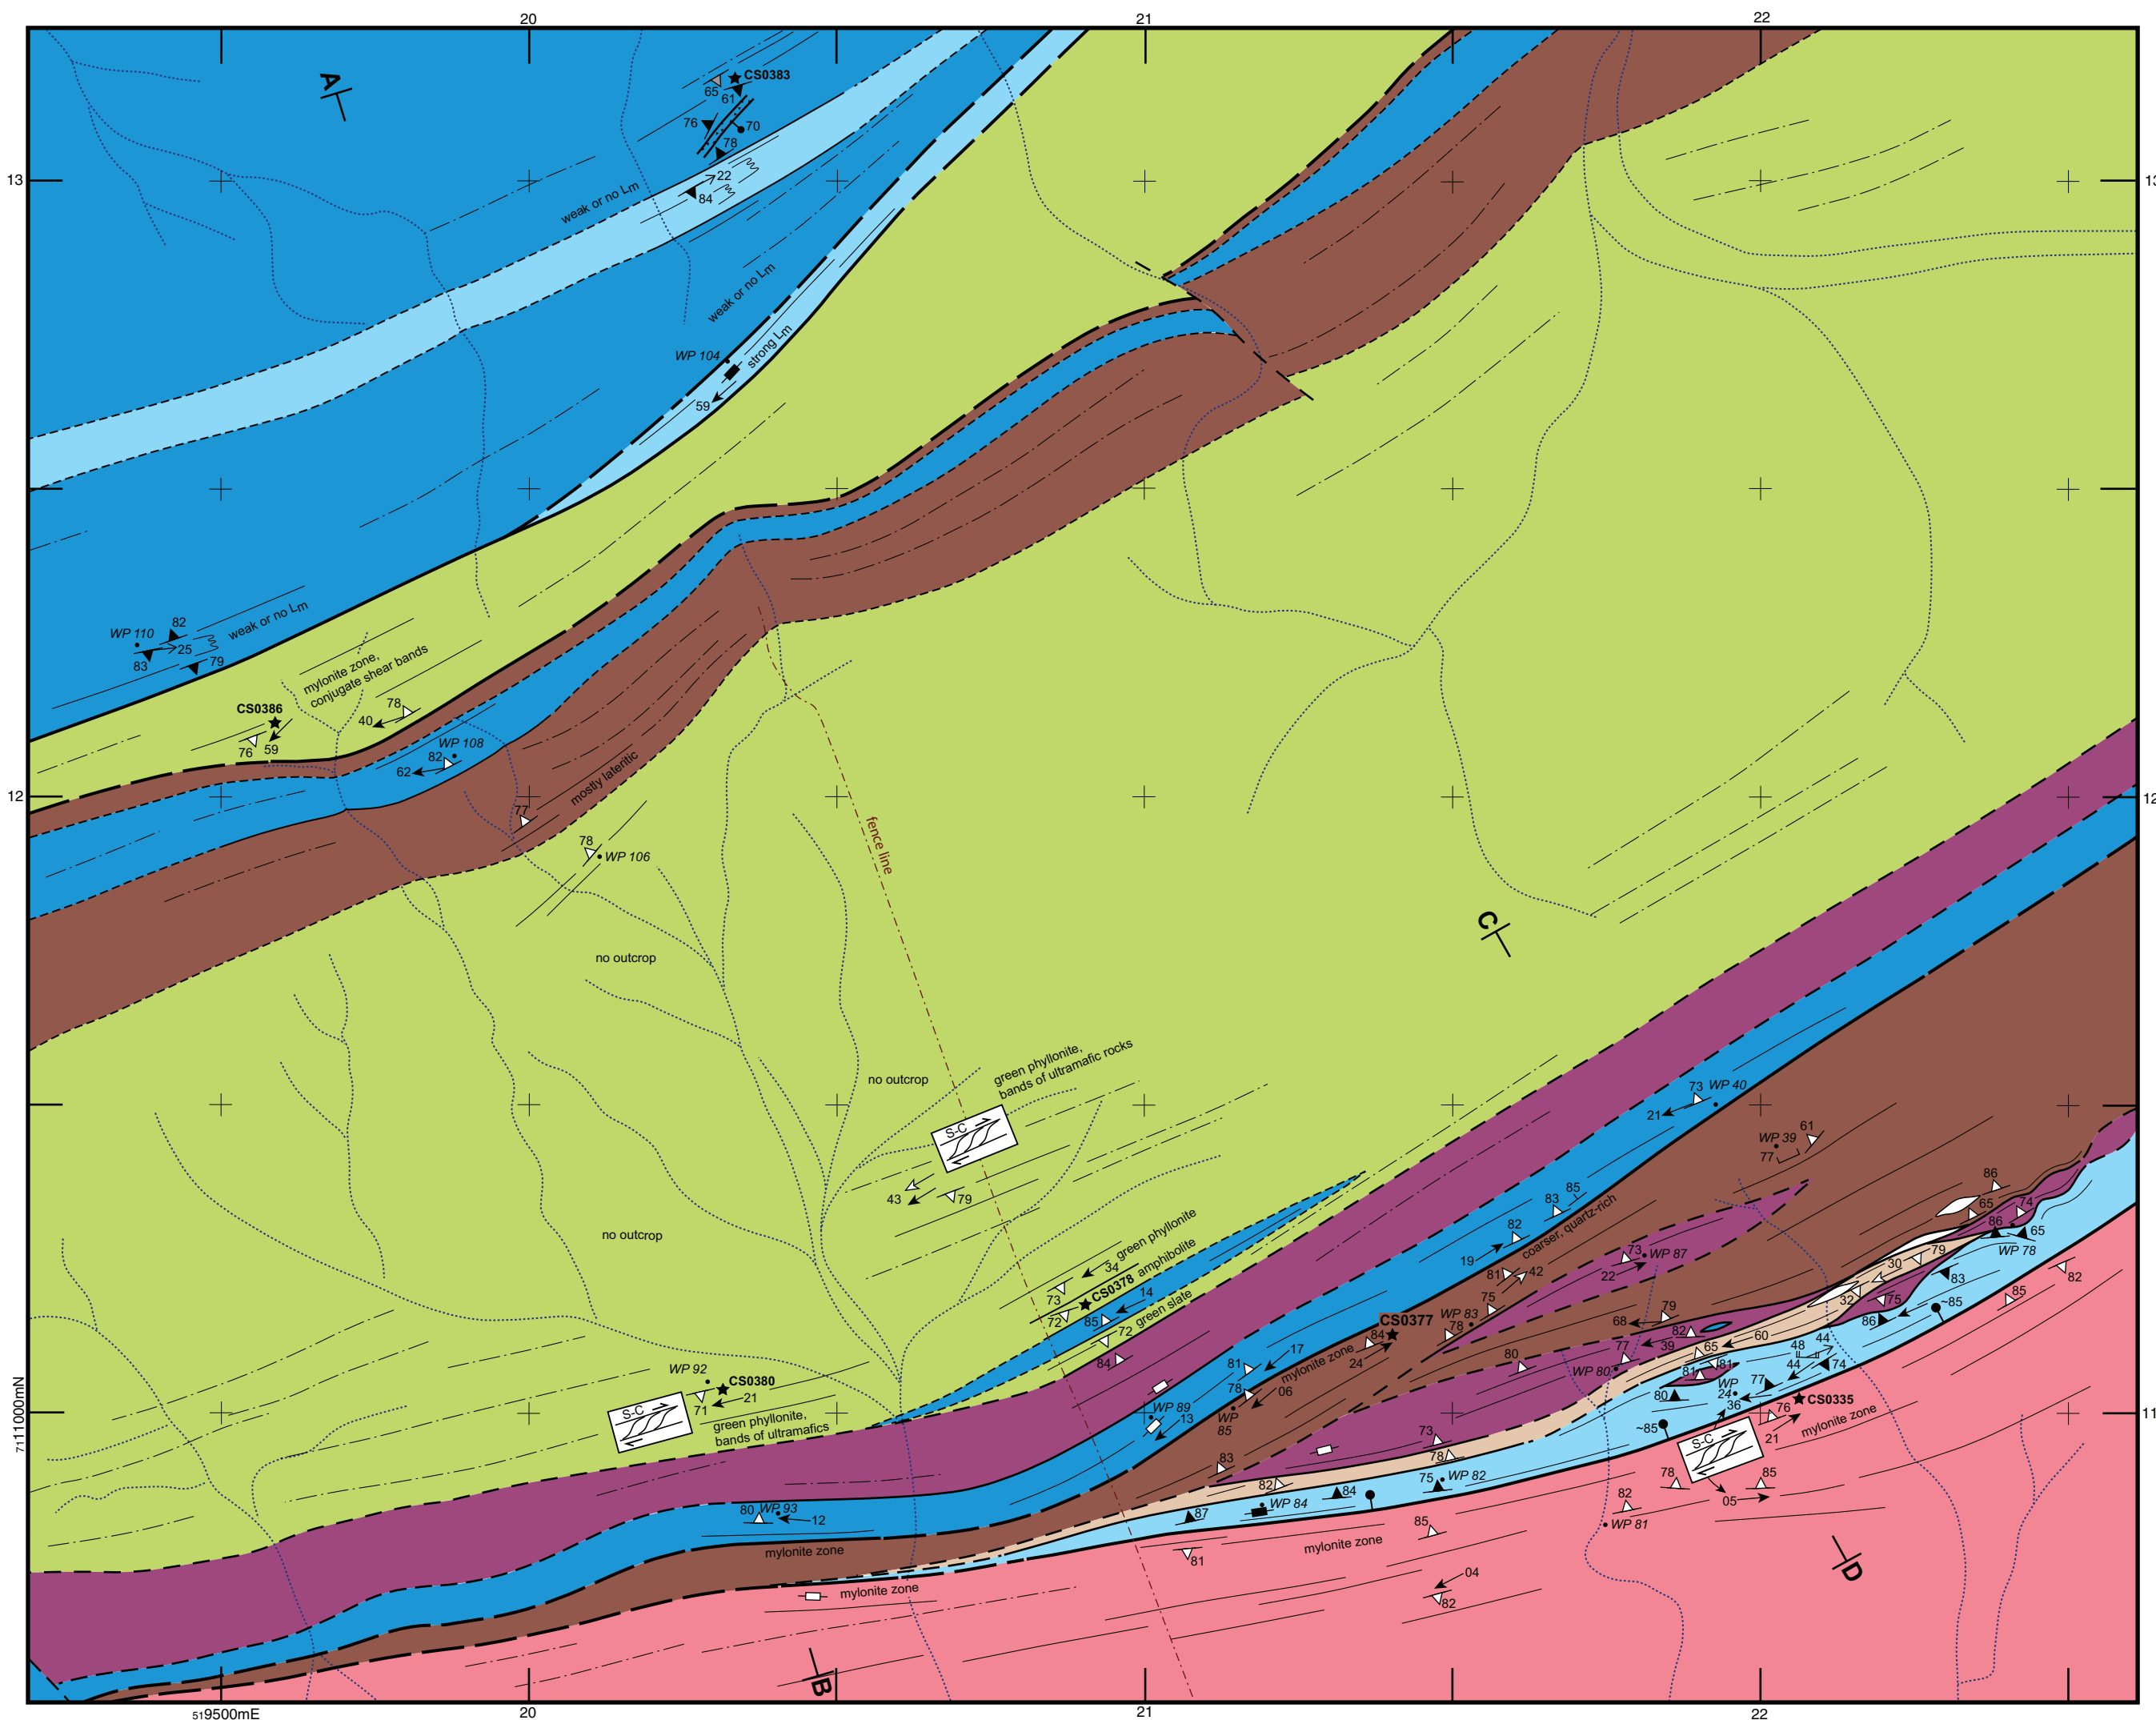 20
21
22
A
CS0383
65
61
76
70
78
13
13
22
84
weak or no Lm
weak or no Lm
WP 104
strong Lm
59
WP 110
82
25
83
79
weak or no Lm
mylonite zone,
conjugate shear bands
CS0386
76
59
78
40
WP 108
82
62
12
12
77
mostly lateritic
78
WP 106
fence line
C
no outcrop
no outcrop
green phyllonite,
bands of ultramafic rocks
S-C
43
79
no outcrop
73
WP 40
21
WP 39
77
61
86
65
74
86
65
WP 78
83
85
82
19
coarser, quartz-rich
81
42
34
green phyllonite
73
72
CS0378
amphibolite
85
14
72
green slate
84
73
WP 87
22
75
WP 83
78
79
68
82
39
79
30
32
75
83
86
~85
82
85
CS0377
84
24
mylonite zone
81
17
78
06
WP
85
WP 89
13
80
77
WP 80
65
60
81
81
48
44
44
74
77
80
WP
24
36
CS0335
76
21
mylonite zone
~85
S-C
78
85
05
82
WP 81
WP 92
CS0380
71
21
S-C
green phyllonite,
bands of ultramafics
7111000mN
11
83
73
78
82
75
WP 82
84
WP 84
87
81
85
mylonite zone
80
WP 93
12
mylonite zone
mylonite zone
04
82
B
D
519500mE
20
21
22